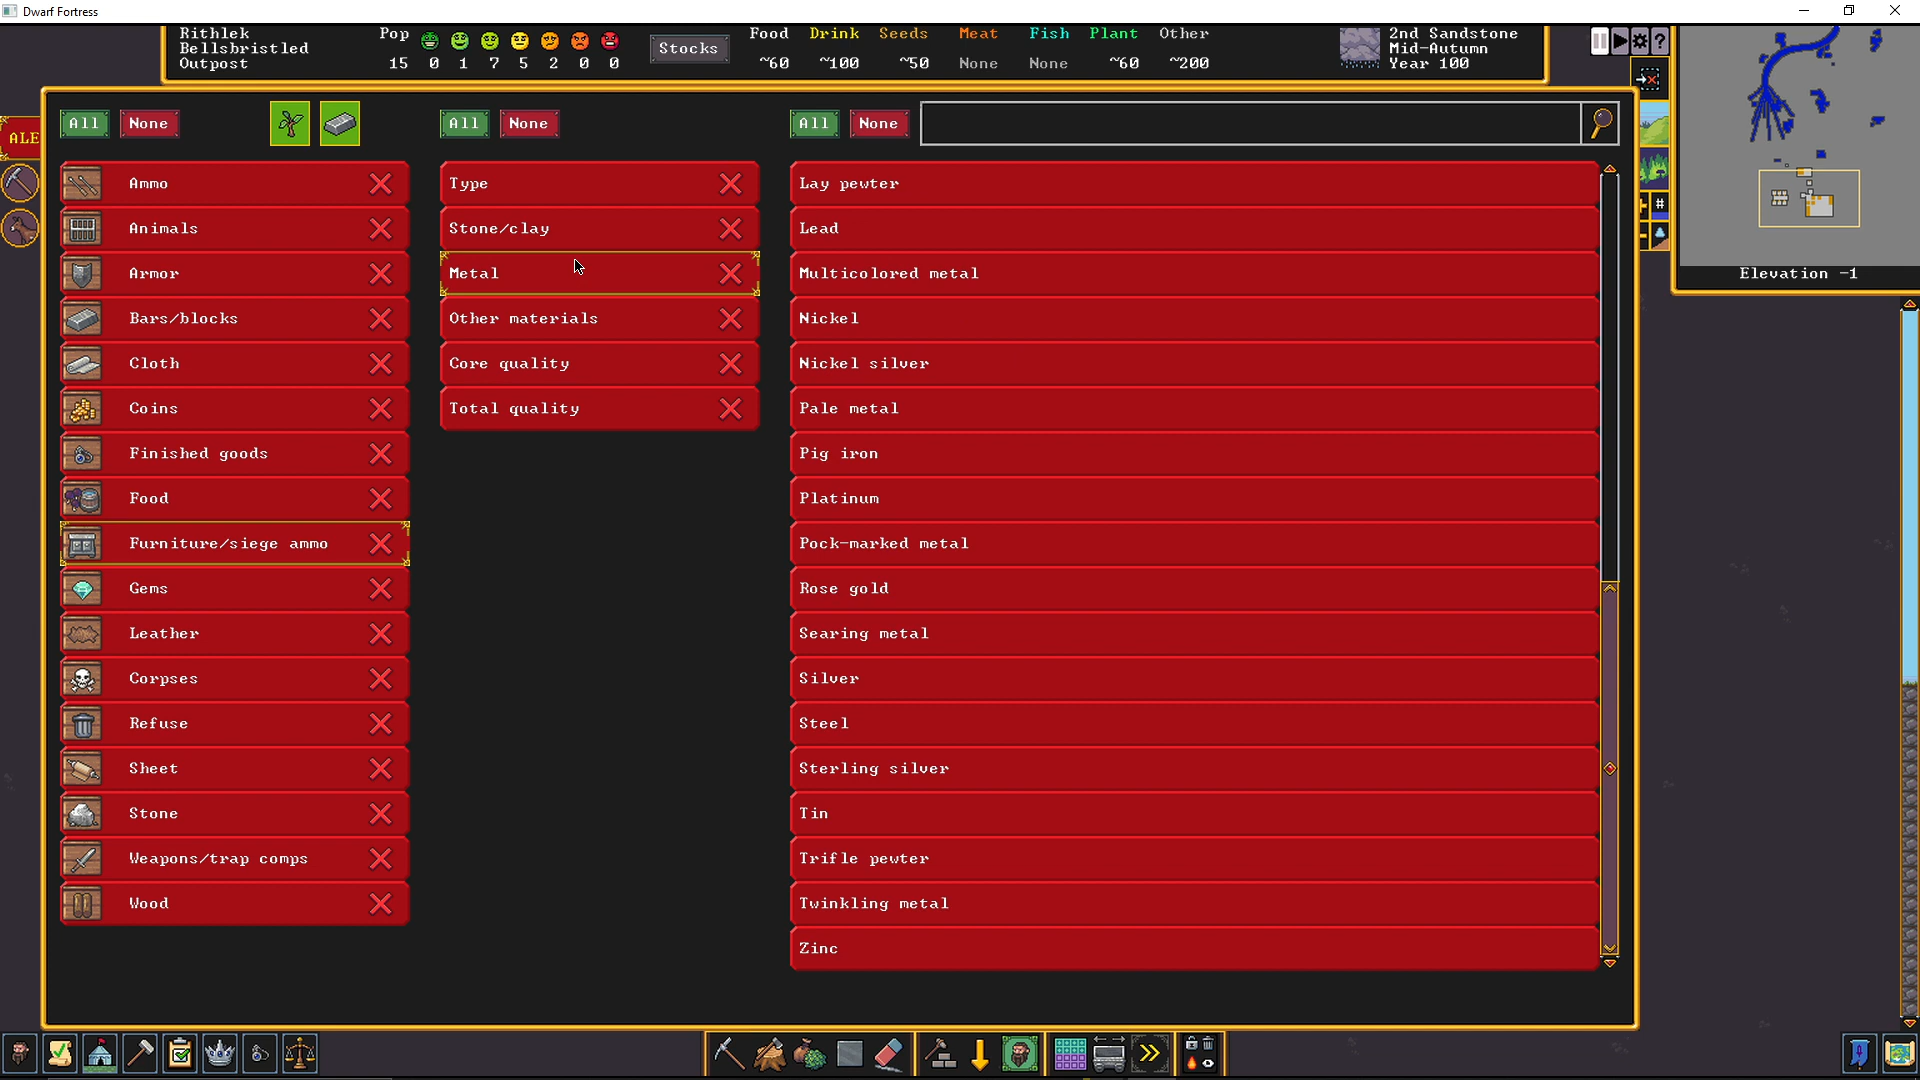 Dwarf Fortress
Rithlek
Bellsbristled
Outpost
Pop
15 0 1 7 5 2 0 0
Stocks
Food Drink Seeds Meat Fish Plant Other
~60 ~100 ~50 None None ~60 ~200
2nd Sandstone
Mid-Autumn
Year 100
?
#
Elevation -1
ALE
All None
All None
All None
Ammo
Animals
Armor
Bars/blocks
Cloth
Coins
Finished goods
Food
Furniture/siege ammo
Gems
Leather
Corpses
Refuse
Sheet
Stone
Weapons/trap comps
Wood
Type
Stone/clay
Metal
Other materials
Core quality
Total quality
Lay pewter
Lead
Multicolored metal
Nickel
Nickel silver
Pale metal
Pig iron
Platinum
Pock-marked metal
Rose gold
Searing metal
Silver
Steel
Sterling silver
Tin
Trifle pewter
Twinkling metal
Zinc